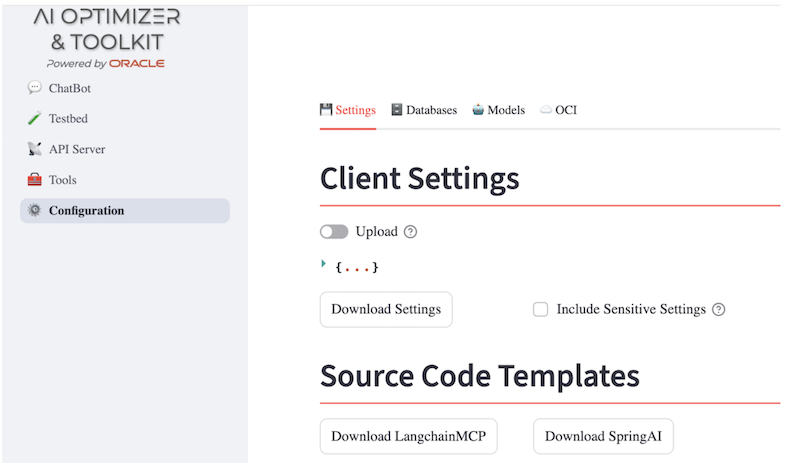 AI OPTIMIZER
& TOOLKIT
Powered by ORACLE
ChatBot
Testbed
API Server
Tools
Configuration
Settings Databases Models OCI
Client Settings
Upload ?
{...}
Download Settings Include Sensitive Settings ?
Source Code Templates
Download LangchainMCP Download SpringAI